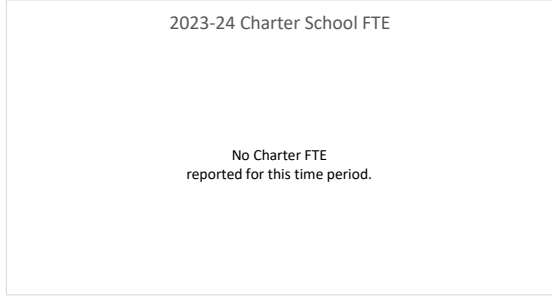 2023-24 Charter School FTE
No Charter FTE
reported for this time period.